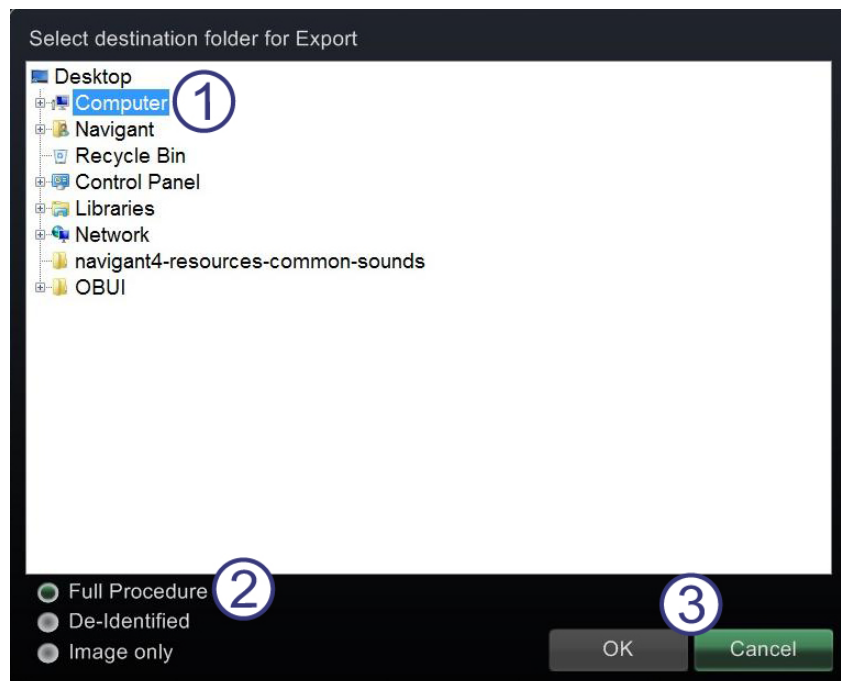 Select destination folder for Export
Desktop
Computer 1
Navigant
Recycle Bin
Control Panel
Libraries
Network
navigant4-resources-common-sounds
OBUI
Full Procedure 2
De-Identified
Image only
3
OK Cancel